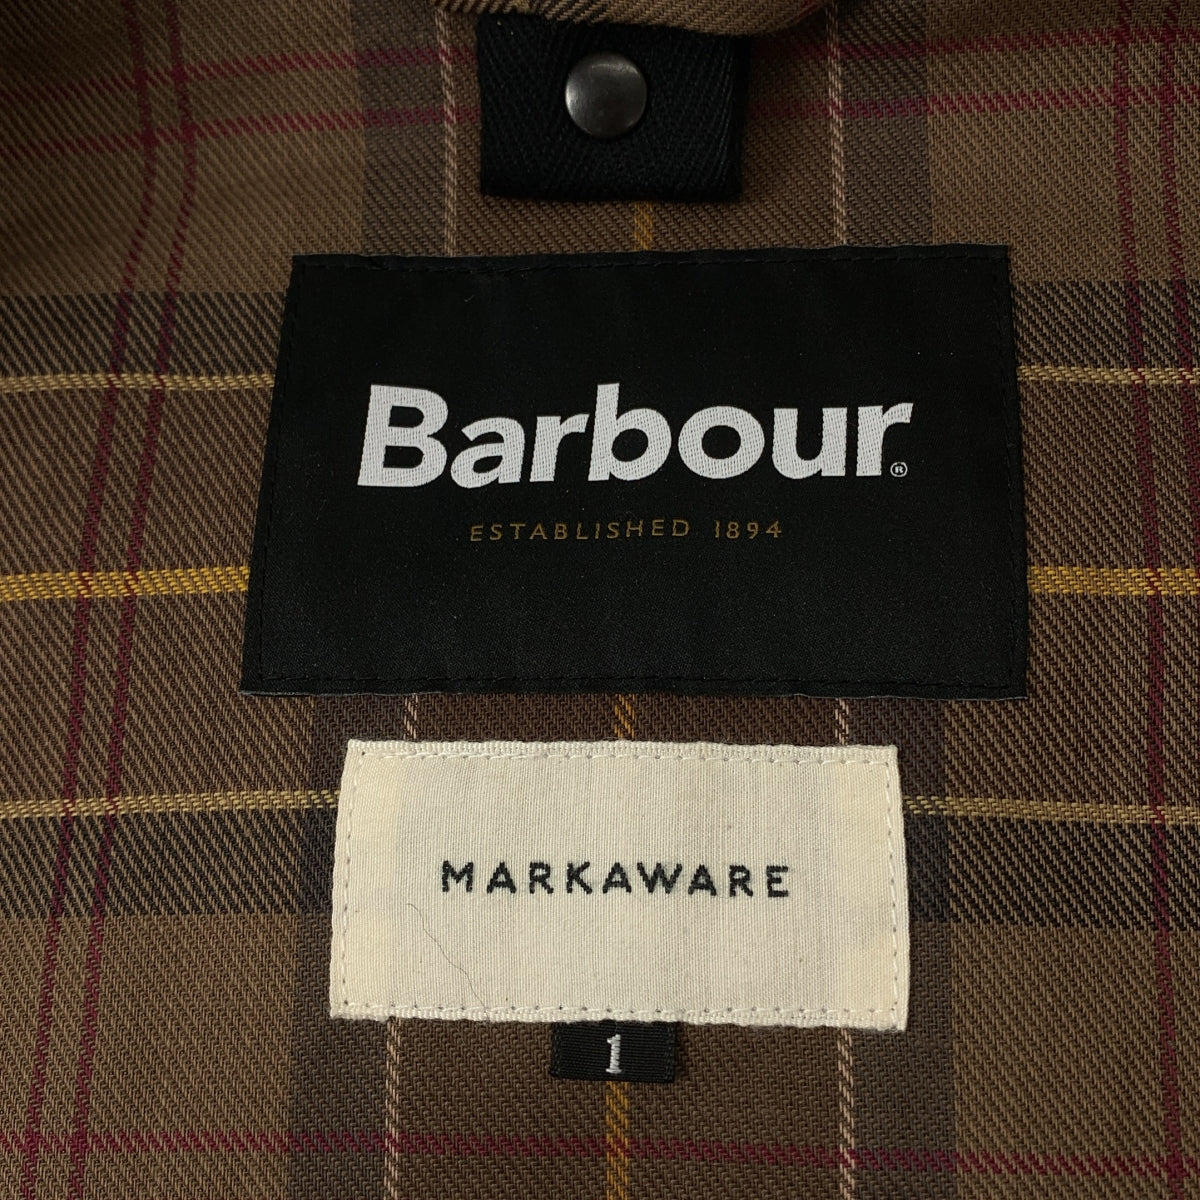 Barbour®
ESTABLISHED 1894
MARKAWARE
1